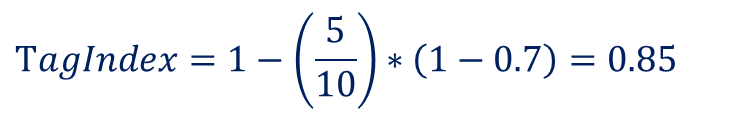 TagIndex = 1 − (5/10) ∗ (1 − 0.7) = 0.85